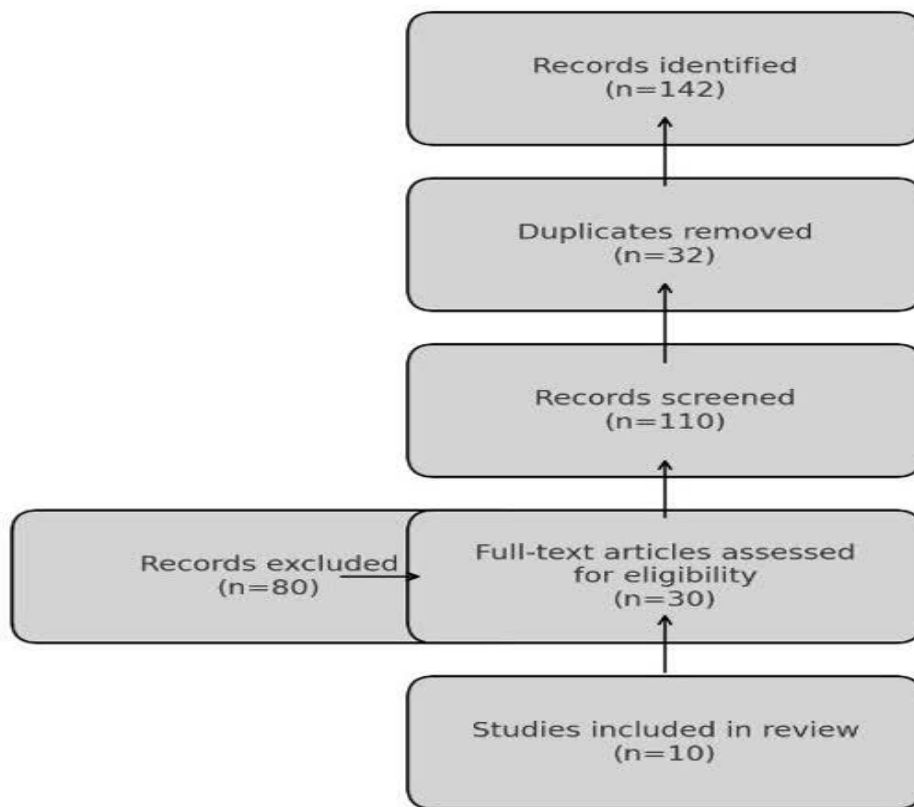 Records identified
(n=142)
Duplicates removed
(n=32)
Records screened
(n=110)
Records excluded
(n=80)
Full-text articles assessed
for eligibility
(n=30)
Studies included in review
(n=10)